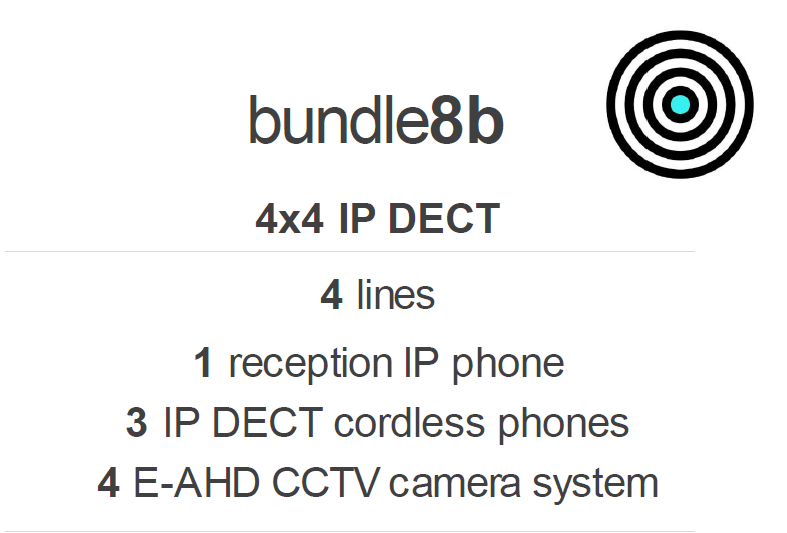 bundle8b
4x4 IP DECT
4 lines
1 reception IP phone
3 IP DECT cordless phones
4 E-AHD CCTV camera system